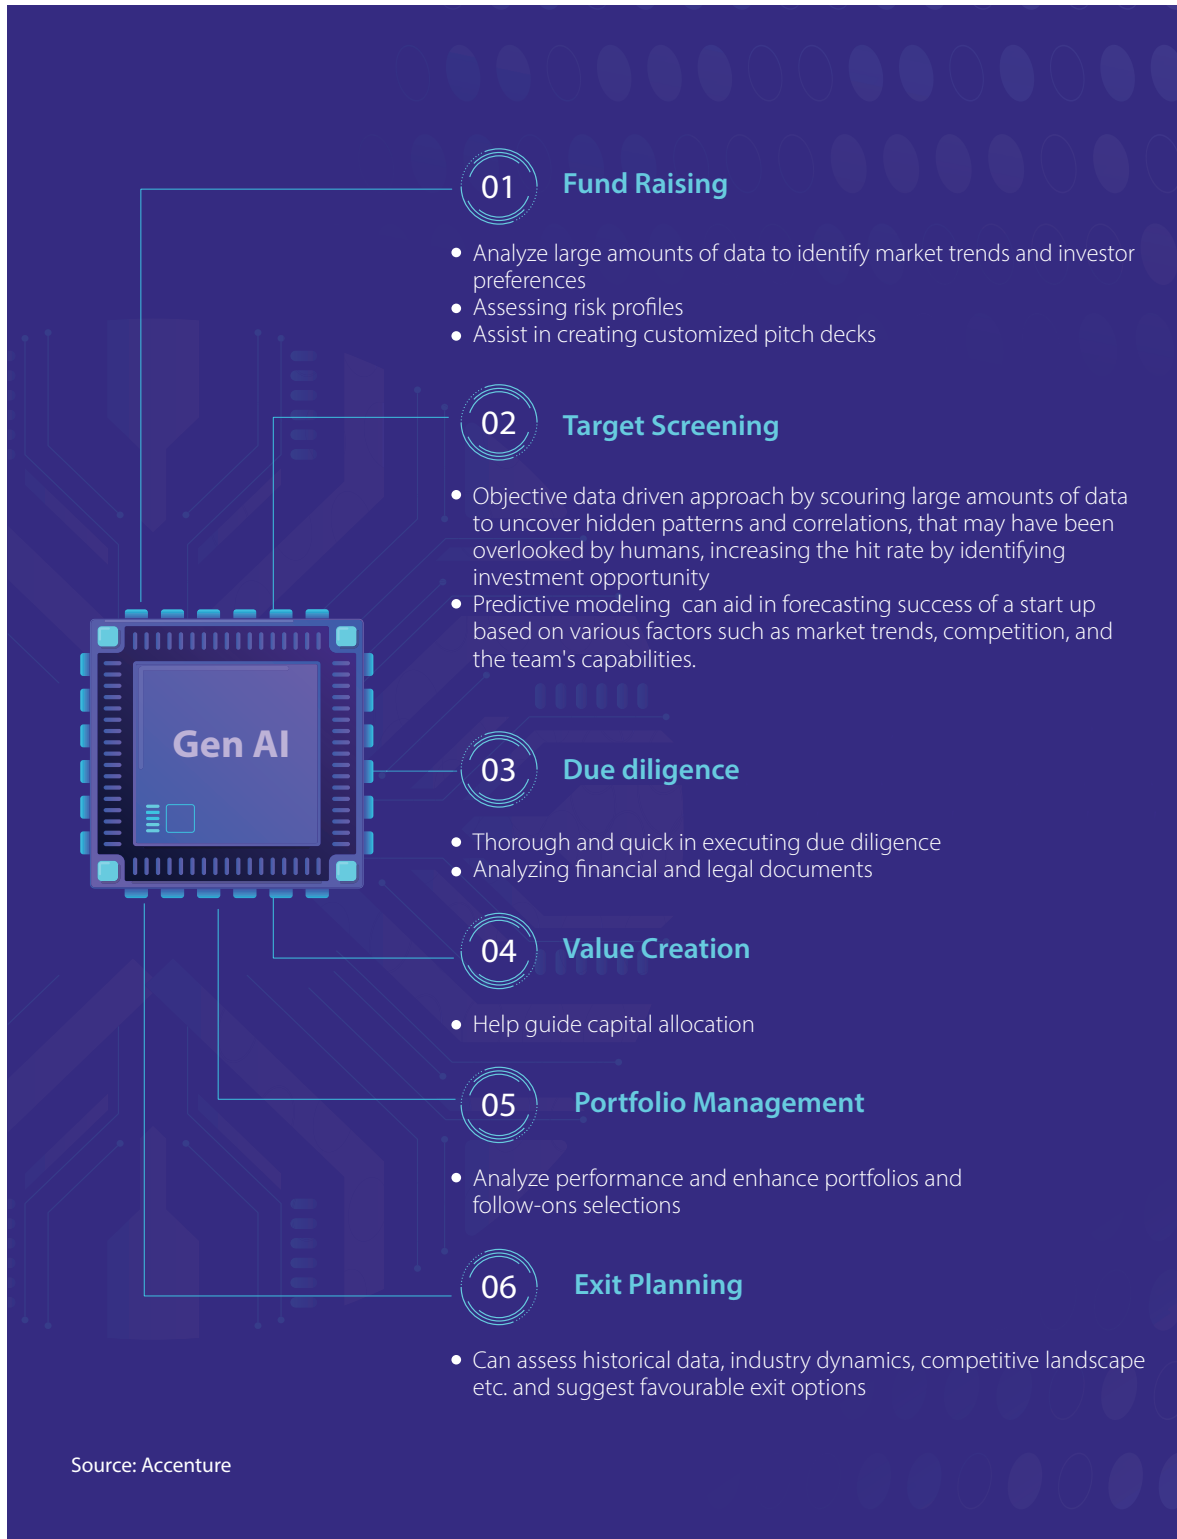 01
Fund Raising
Analyze large amounts of data to identify market trends and investor
preferences
Assessing risk profiles
Assist in creating customized pitch decks
02
Target Screening
Objective data driven approach by scouring large amounts of data
to uncover hidden patterns and correlations, that may have been
overlooked by humans, increasing the hit rate by identifying
investment opportunity
Predictive modeling can aid in forecasting success of a start up
based on various factors such as market trends, competition, and
the team's capabilities.
Gen AI
03
Due diligence
Thorough and quick in executing due diligence
Analyzing financial and legal documents
04
Value Creation
Help guide capital allocation
05
Portfolio Management
Analyze performance and enhance portfolios and
follow-ons selections
06
Exit Planning
Can assess historical data, industry dynamics, competitive landscape
etc. and suggest favourable exit options
Source: Accenture